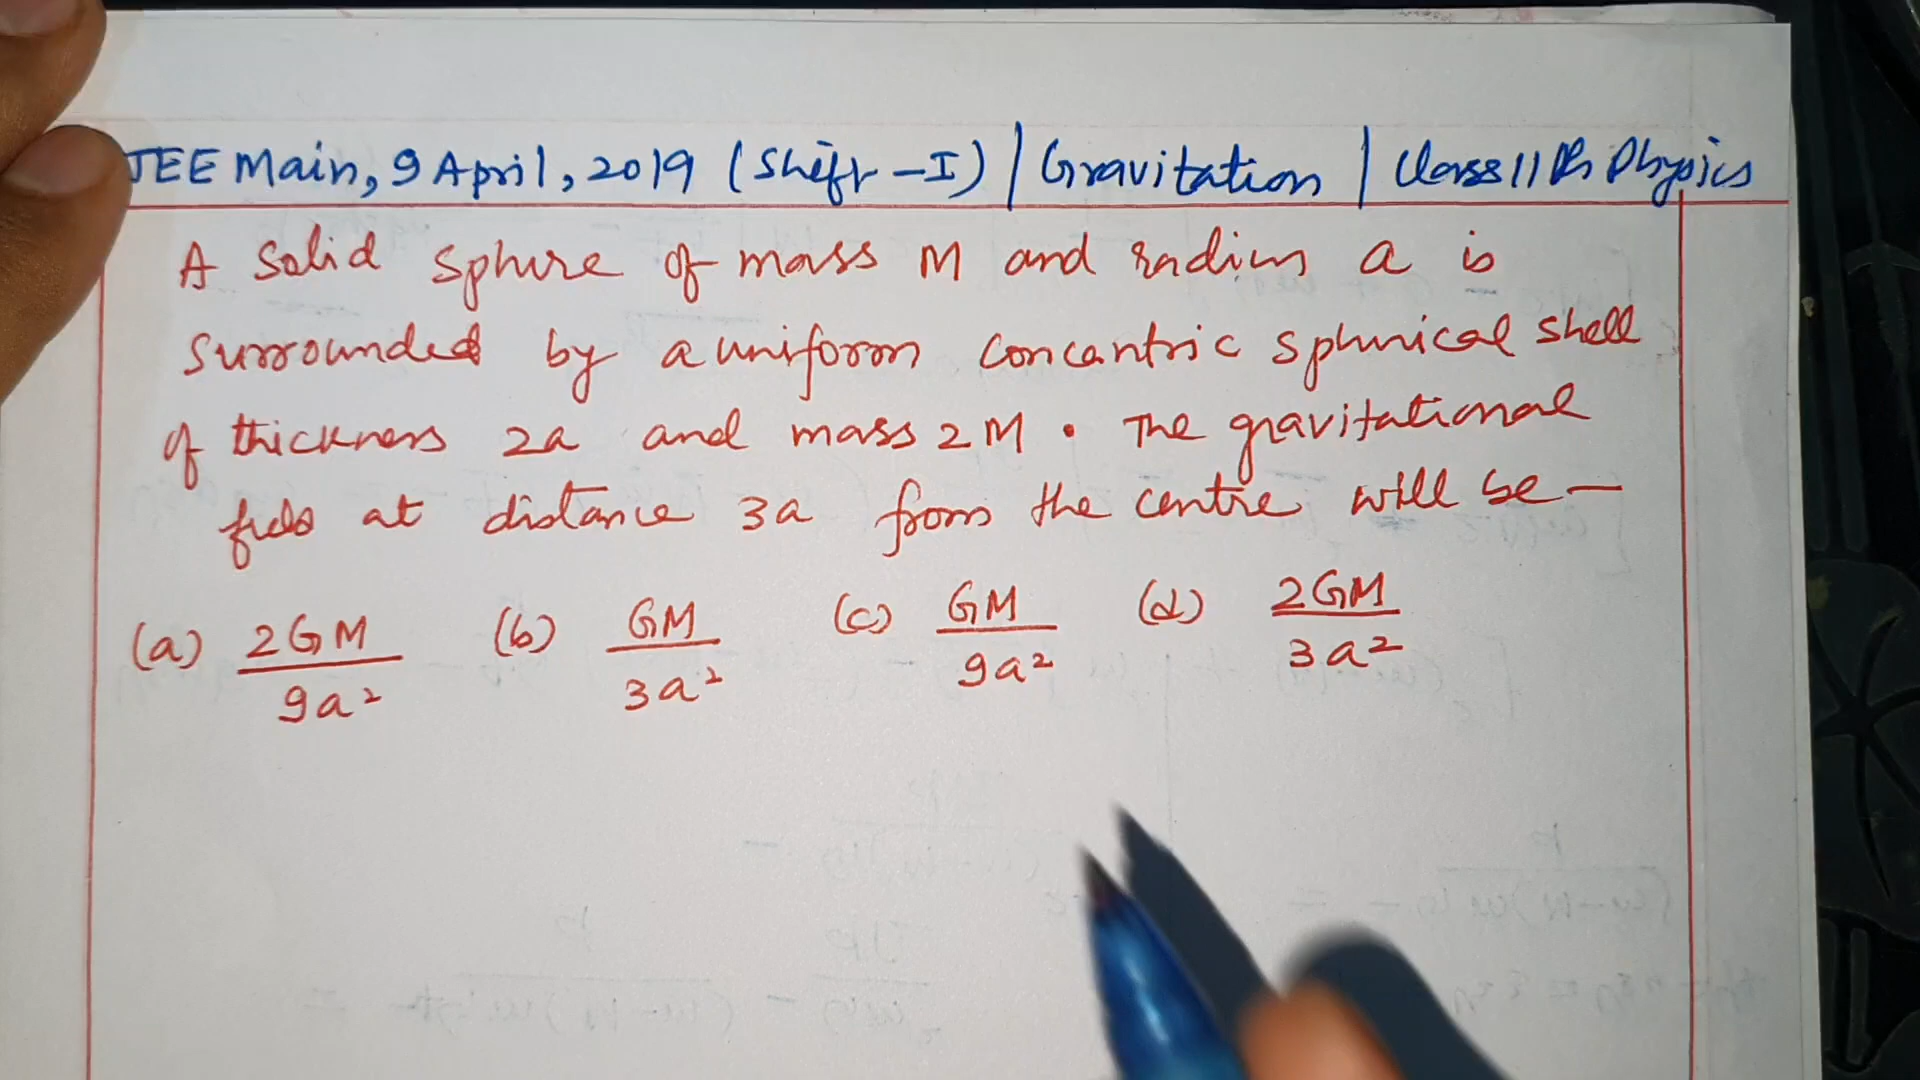 JEE Main, 9 April, 2019 (Shift-I) | Gravitation | Class 11th Physics
A Solid Sphere of mass M and radius a is
surrounded by a uniform concentric spherical shell
of thickness 2a and mass 2M. The gravitational
field at distance 3a from the centre will be —
(a) 2GM/9a² (b) GM/3a² (c) GM/9a² (d) 2GM/3a²